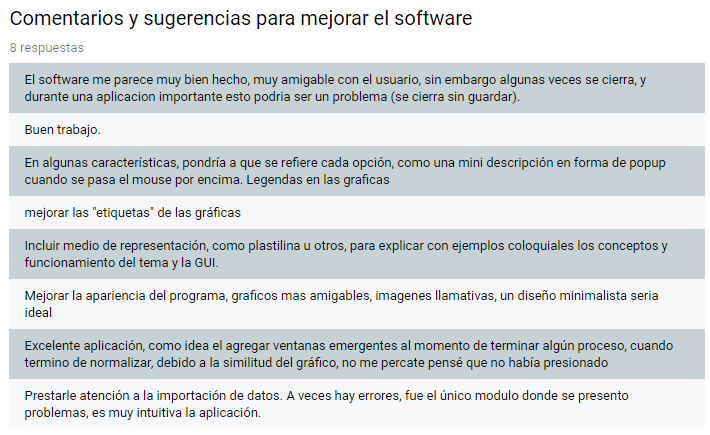 Comentarios y sugerencias para mejorar el software
8 respuestas
El software me parece muy bien hecho, muy amigable con el usuario, sin embargo algunas veces se cierra, y
durante una aplicacion importante esto podria ser un problema (se cierra sin guardar).
Buen trabajo.
En algunas características, pondría a que se refiere cada opción, como una mini descripción en forma de popup
cuando se pasa el mouse por encima. Legendas en las graficas
mejorar las "etiquetas" de las gráficas
Incluir medio de representación, como plastilina u otros, para explicar con ejemplos coloquiales los conceptos y
funcionamiento del tema y la GUI.
Mejorar la apariencia del programa, graficos mas amigables, imagenes llamativas, un diseño minimalista seria
ideal
Excelente aplicación, como idea el agregar ventanas emergentes al momento de terminar algún proceso, cuando
termino de normalizar, debido a la similitud del gráfico, no me percate pensé que no había presionado
Prestarle atención a la importación de datos. A veces hay errores, fue el único modulo donde se presento
problemas, es muy intuitiva la aplicación.